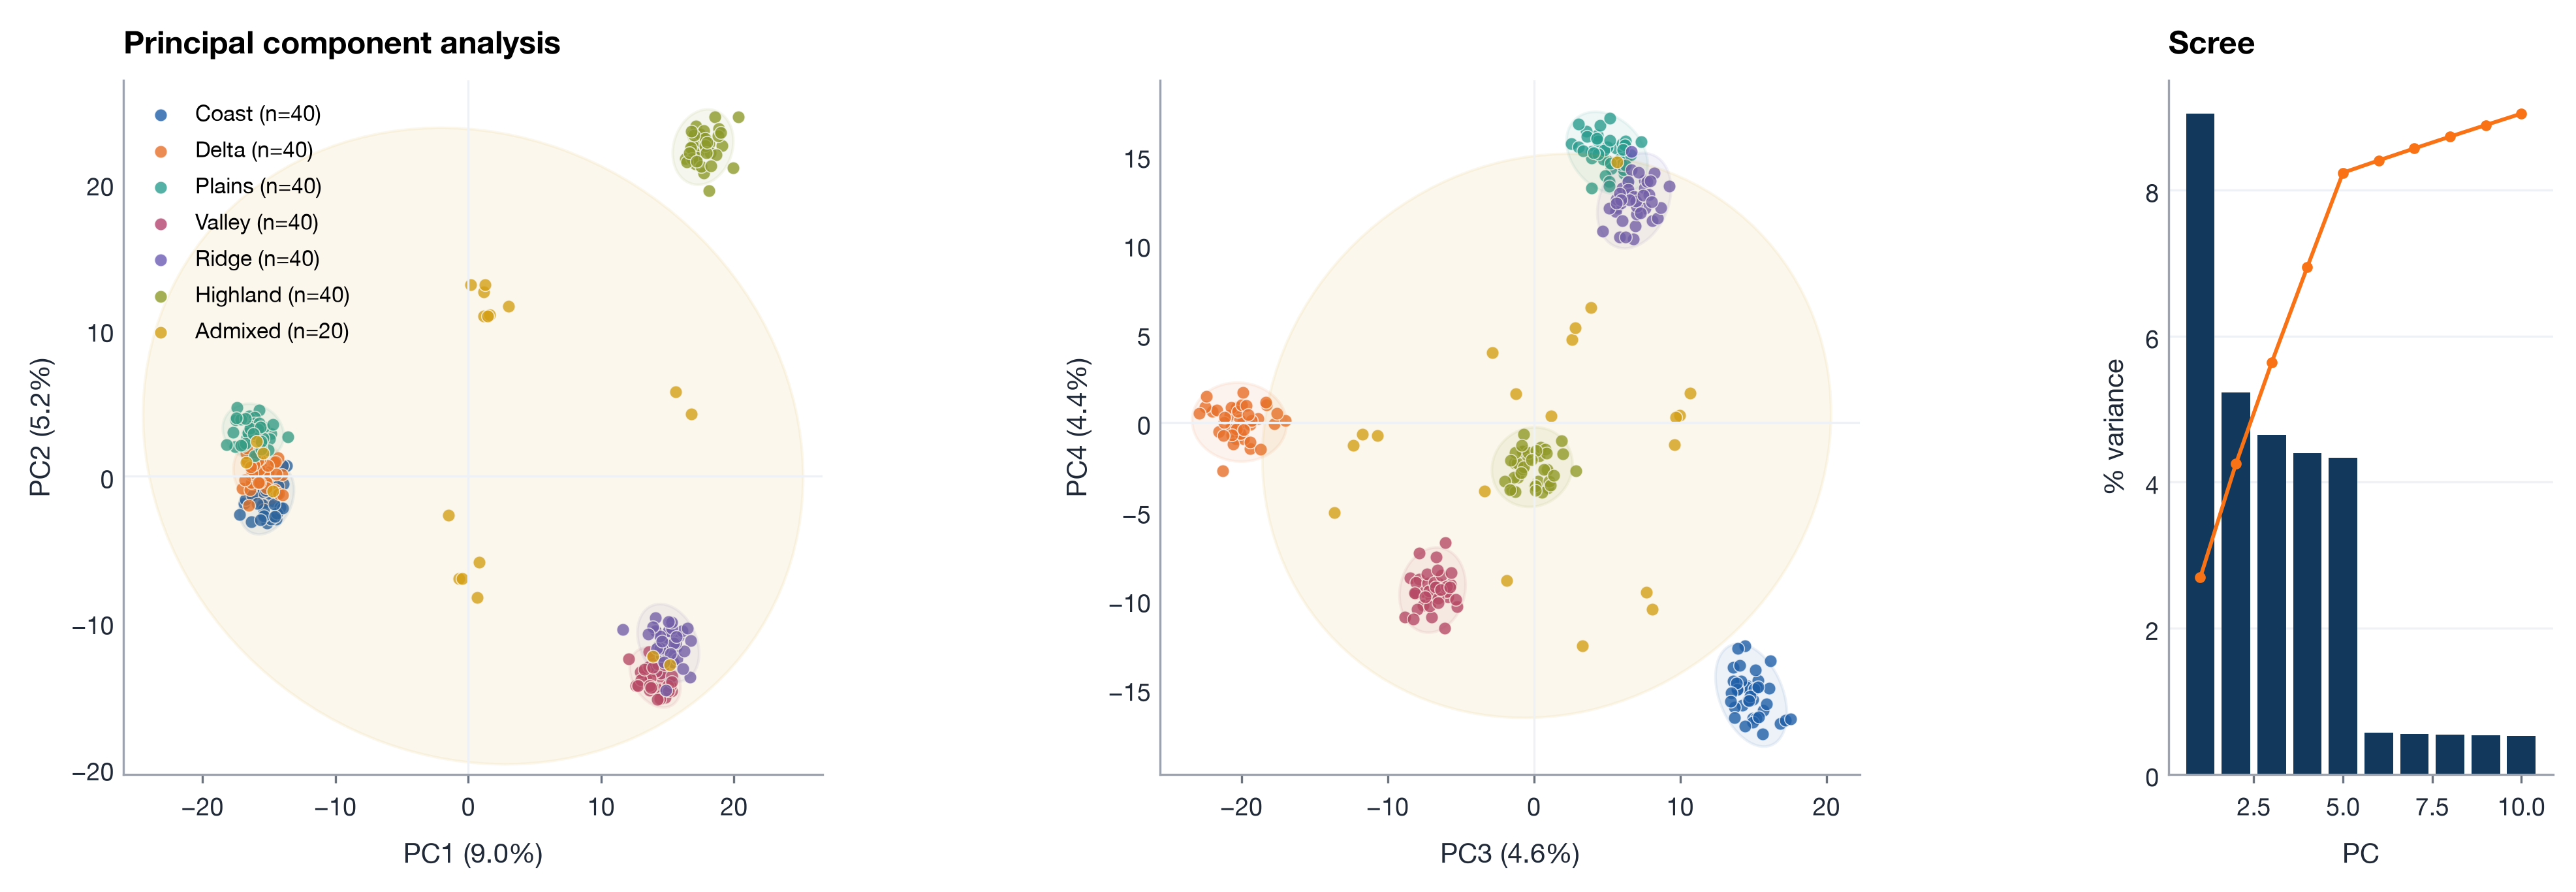 Principal component analysis
Coast (n=40)
Delta (n=40)
Plains (n=40)
Valley (n=40)
Ridge (n=40)
Highland (n=40)
Admixed (n=20)
PC2 (5.2%)
20
10
0
−10
−20
−20
−10
0
10
20
PC1 (9.0%)
PC4 (4.4%)
15
10
5
0
−5
−10
−15
−20
−10
0
10
20
PC3 (4.6%)
Scree
% variance
8
6
4
2
0
2.5
5.0
7.5
10.0
PC